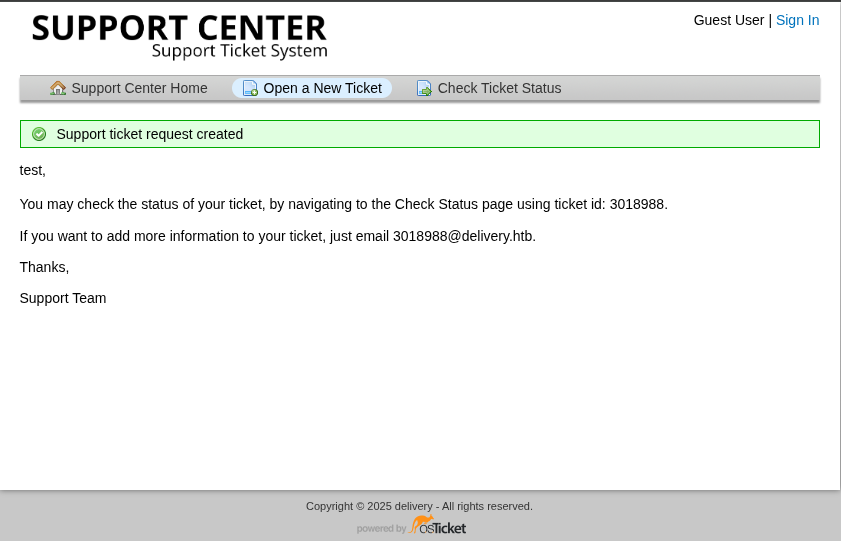 SUPPORT CENTER
Support Ticket System
Guest User | Sign In
Support Center Home Open a New Ticket Check Ticket Status
Support ticket request created
test,
You may check the status of your ticket, by navigating to the Check Status page using ticket id: 3018988.
If you want to add more information to your ticket, just email 3018988@delivery.htb.
Thanks,
Support Team
Copyright © 2025 delivery - All rights reserved.
powered by osTicket